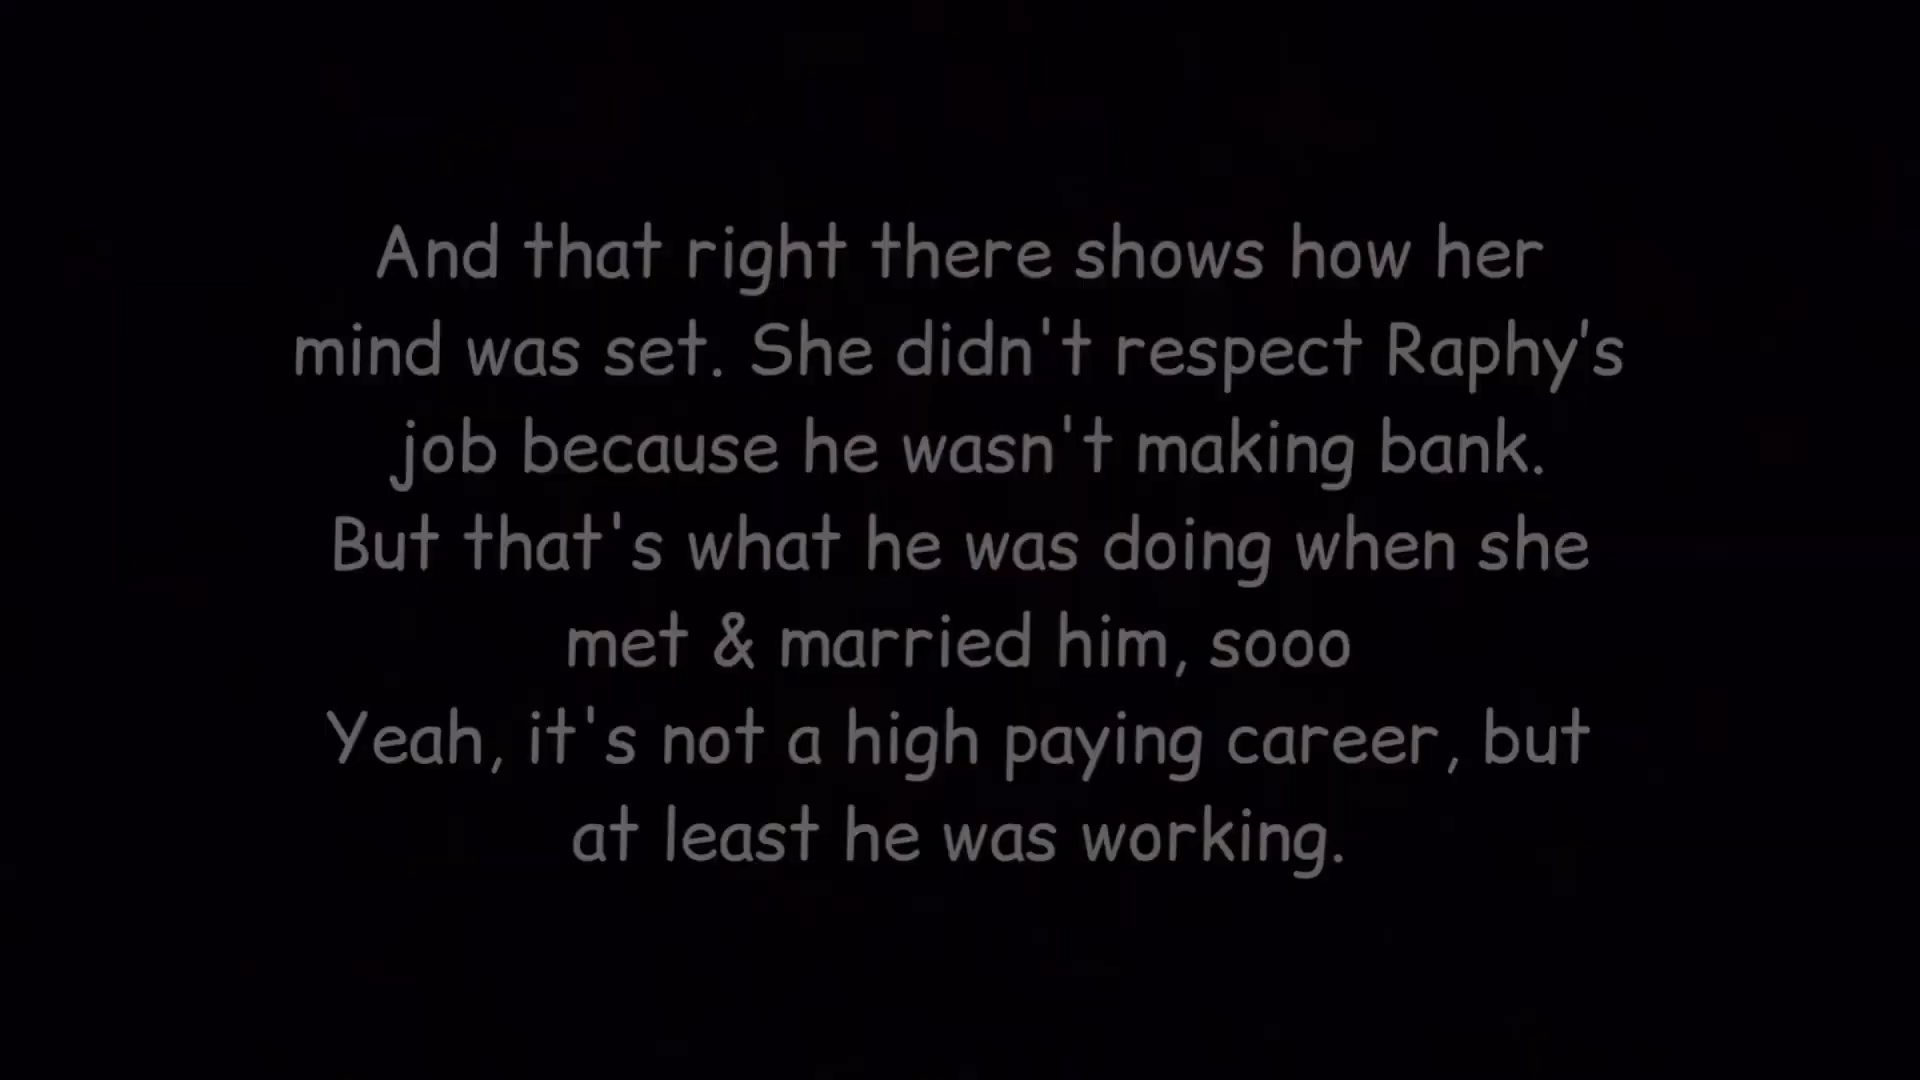 And that right there shows how her
mind was set. She didn't respect Raphy's
job because he wasn't making bank.
But that's what he was doing when she
met & married him, sooo
Yeah, it's not a high paying career, but
at least he was working.